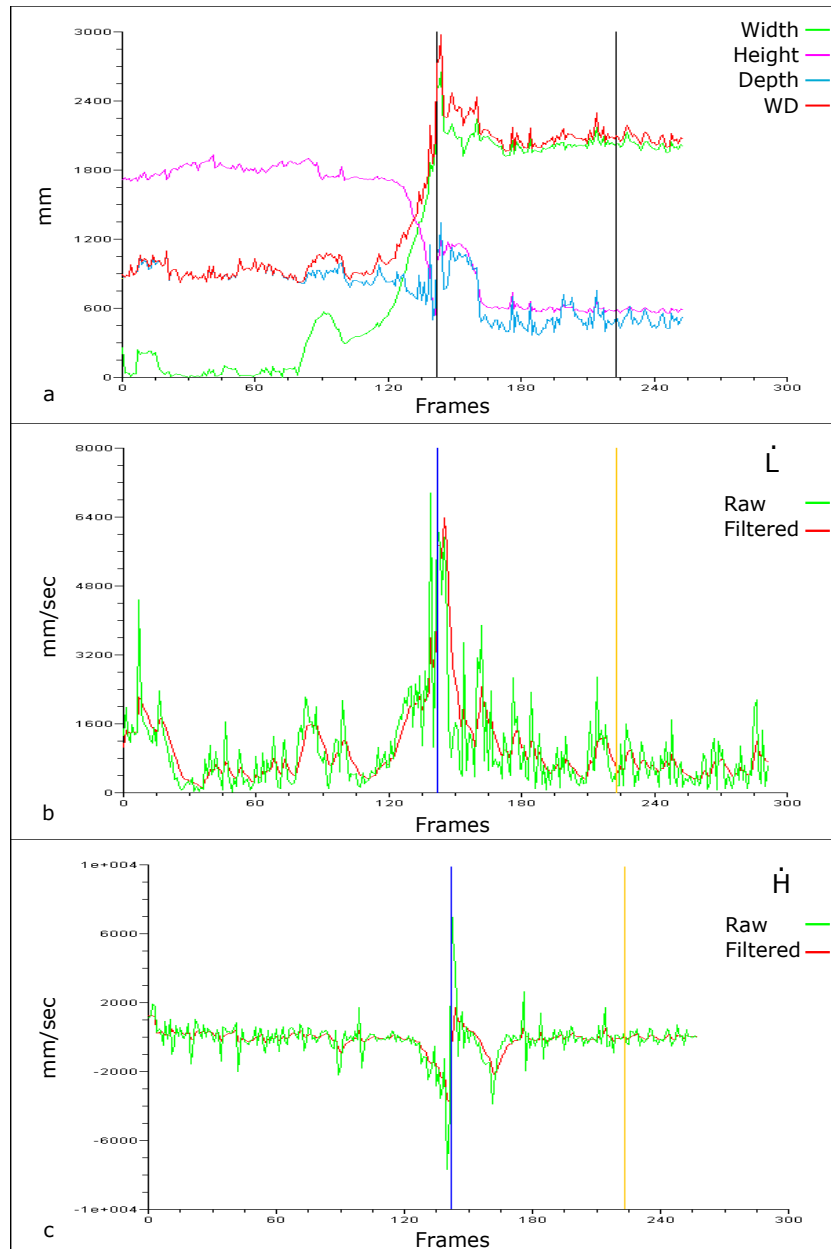 3000
2400
1800
1200
600
0
mm
Width
Height
Depth
WD
0
60
120
180
240
300
Frames
a
8000
6400
4800
3200
1600
0
mm/sec
L̇
Raw
Filtered
0
60
120
180
240
300
Frames
b
1e+004
6000
2000
-2000
-6000
-1e+004
mm/sec
Ḣ
Raw
Filtered
0
60
120
180
240
300
Frames
c